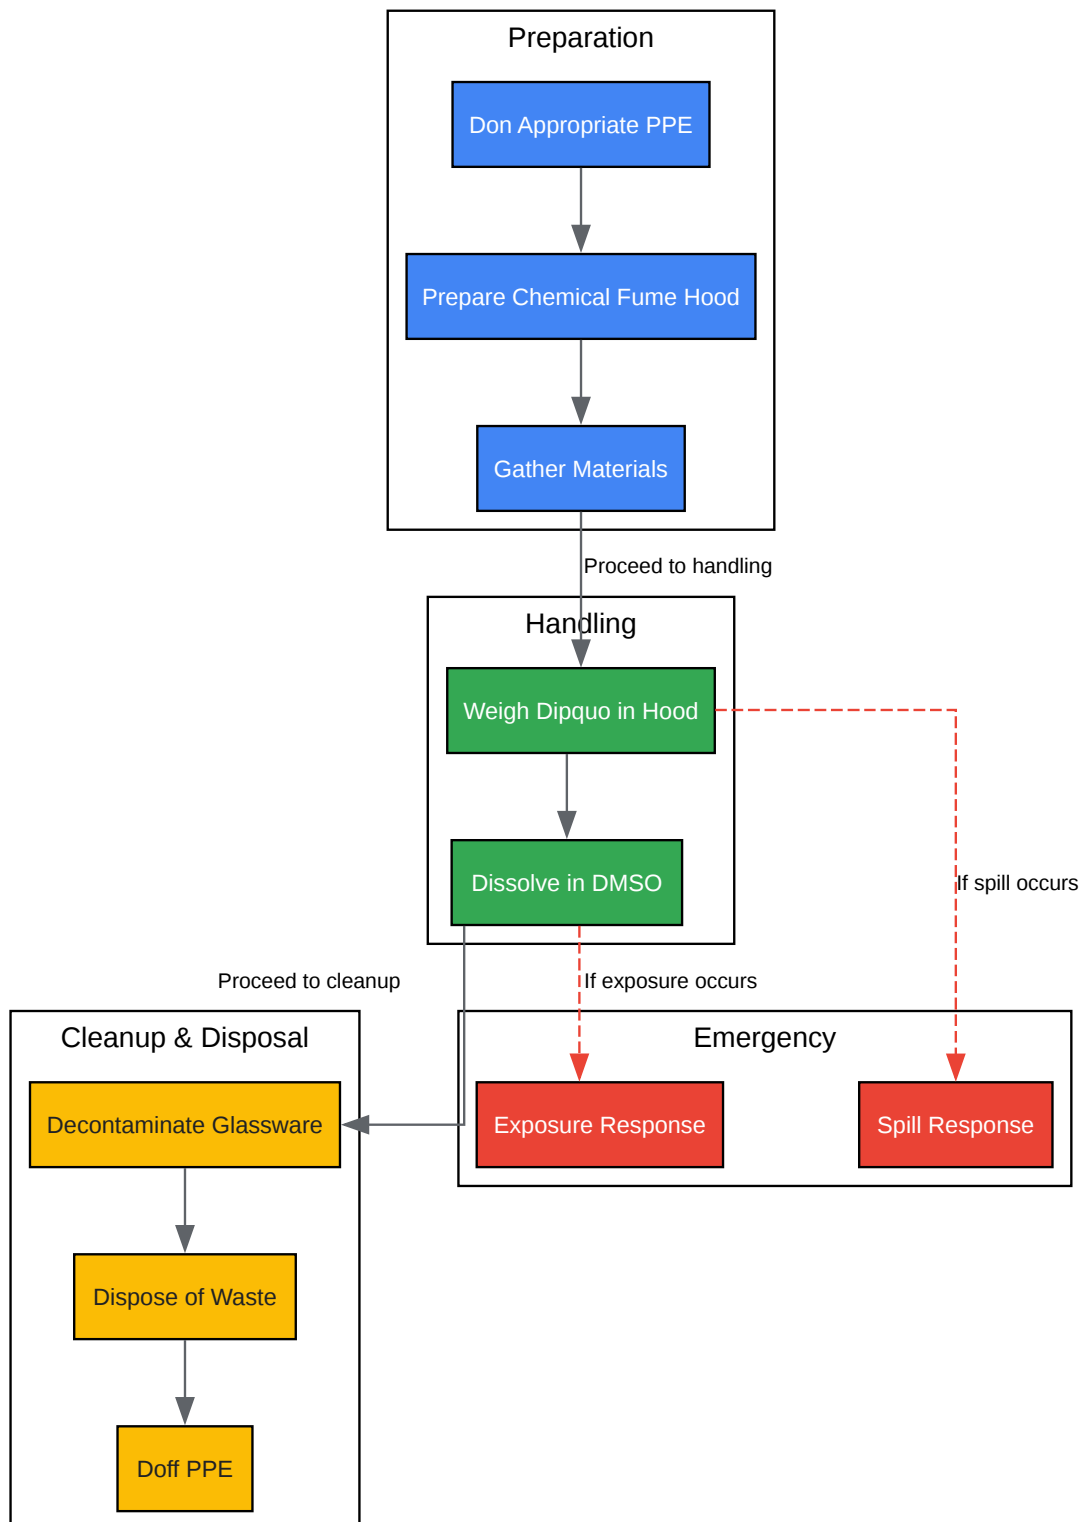 Preparation
Don Appropriate PPE
Prepare Chemical Fume Hood
Gather Materials
Proceed to handling
Handling
Weigh Dipquo in Hood
Dissolve in DMSO
If spill occurs
Proceed to cleanup
If exposure occurs
Cleanup & Disposal
Emergency
Decontaminate Glassware
Exposure Response
Spill Response
Dispose of Waste
Doff PPE